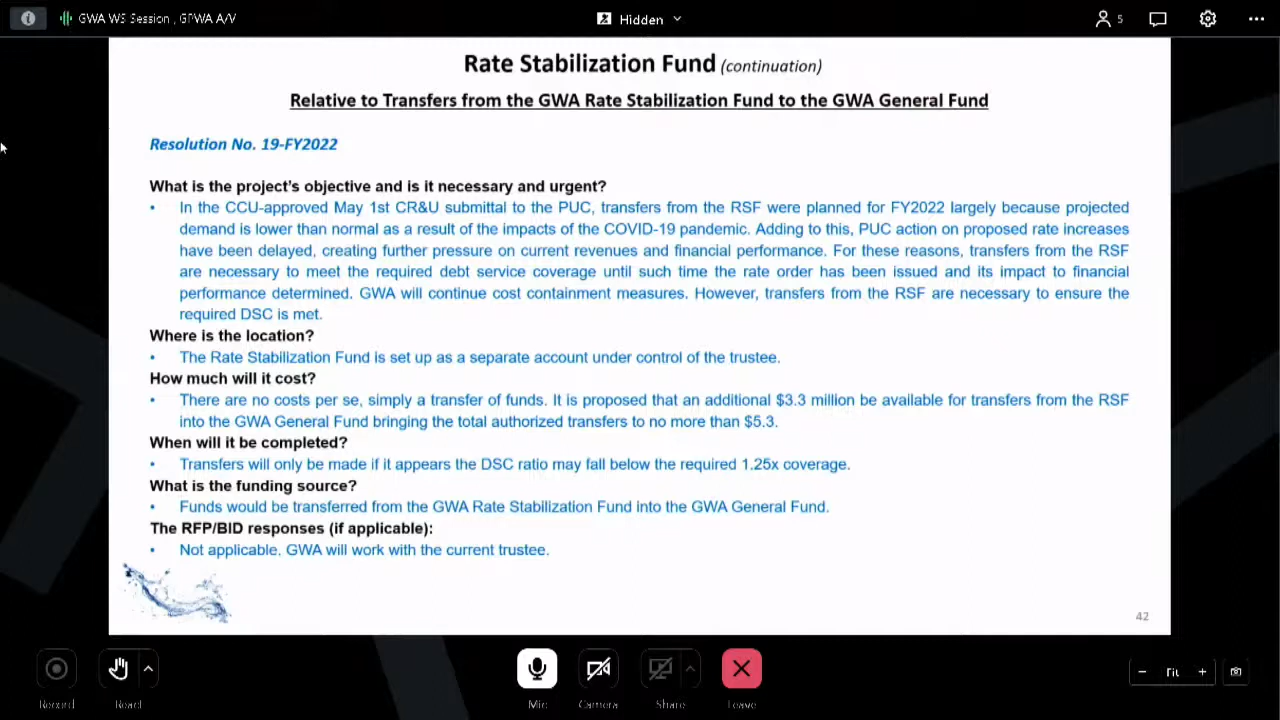 GWA WS Session , GPWA A/V
Hidden
5
Rate Stabilization Fund (continuation)
Relative to Transfers from the GWA Rate Stabilization Fund to the GWA General Fund
Resolution No. 19-FY2022
What is the project's objective and is it necessary and urgent?
• In the CCU-approved May 1st CR&U submittal to the PUC, transfers from the RSF were planned for FY2022 largely because projected
demand is lower than normal as a result of the impacts of the COVID-19 pandemic. Adding to this, PUC action on proposed rate increases
have been delayed, creating further pressure on current revenues and financial performance. For these reasons, transfers from the RSF
are necessary to meet the required debt service coverage until such time the rate order has been issued and its impact to financial
performance determined. GWA will continue cost containment measures. However, transfers from the RSF are necessary to ensure the
required DSC is met.
Where is the location?
• The Rate Stabilization Fund is set up as a separate account under control of the trustee.
How much will it cost?
• There are no costs per se, simply a transfer of funds. It is proposed that an additional $3.3 million be available for transfers from the RSF
into the GWA General Fund bringing the total authorized transfers to no more than $5.3.
When will it be completed?
• Transfers will only be made if it appears the DSC ratio may fall below the required 1.25x coverage.
What is the funding source?
• Funds would be transferred from the GWA Rate Stabilization Fund into the GWA General Fund.
The RFP/BID responses (if applicable):
• Not applicable. GWA will work with the current trustee.
42
Record
React
Mic
Camera
Share
Leave
− Fit +